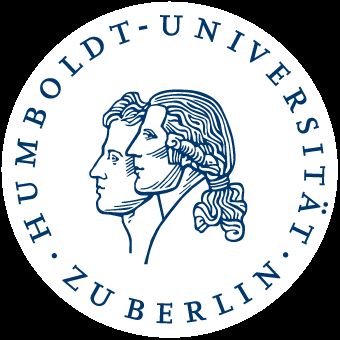 HUMBOLDT-UNIVERSITÄT
· ZU BERLIN ·